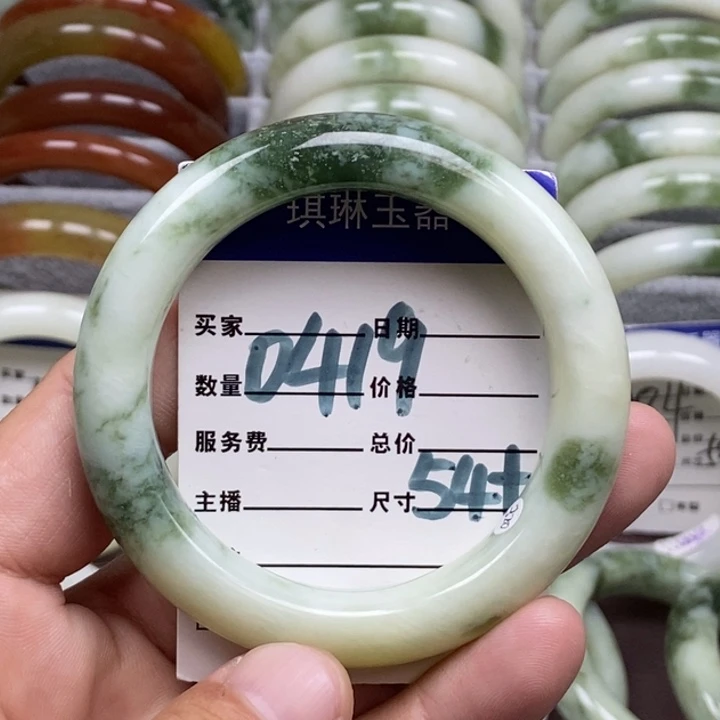 琪琳玉器
买家 日期
D419
数量 价格
服务费 总价
54+
主播 尺寸